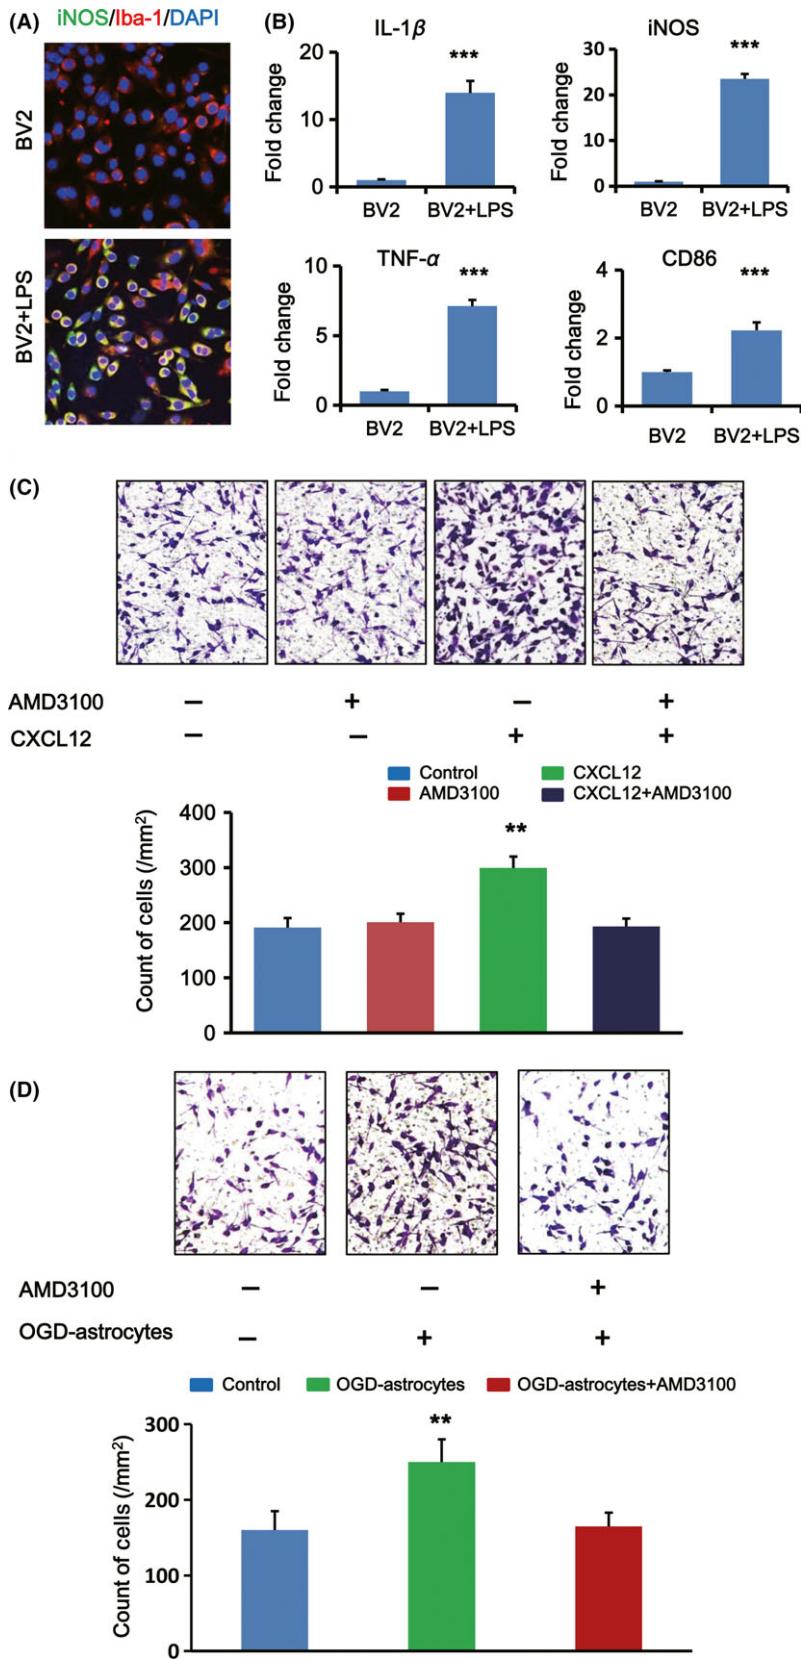 (A) iNOS/Iba-1/DAPI
BV2
BV2+LPS
(B)
IL-1β
Fold change
20
10
0
***
BV2 BV2+LPS
iNOS
Fold change
30
20
10
0
***
BV2 BV2+LPS
TNF-α
Fold change
10
5
0
***
BV2 BV2+LPS
CD86
Fold change
4
2
0
***
BV2 BV2+LPS
(C)
AMD3100 – + – +
CXCL12 – – + +
Control CXCL12
AMD3100 CXCL12+AMD3100
Count of cells (/mm²)
400
300
200
100
0
**
(D)
AMD3100 – – +
OGD-astrocytes – + +
Control OGD-astrocytes OGD-astrocytes+AMD3100
Count of cells (/mm²)
300
200
100
0
**